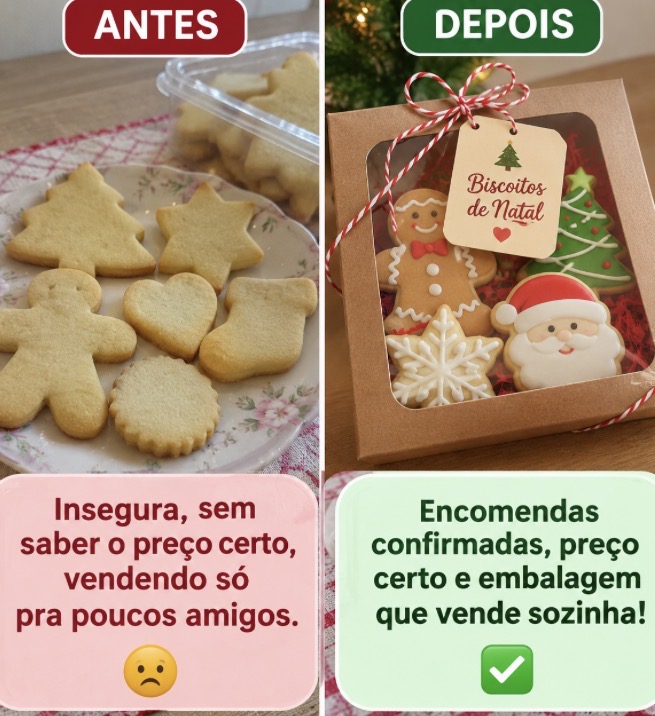 ANTES
Insegura, sem
saber o preço certo,
vendendo só
pra poucos amigos.
DEPOIS
Biscoitos
de Natal
Encomendas
confirmadas, preço
certo e embalagem
que vende sozinha!